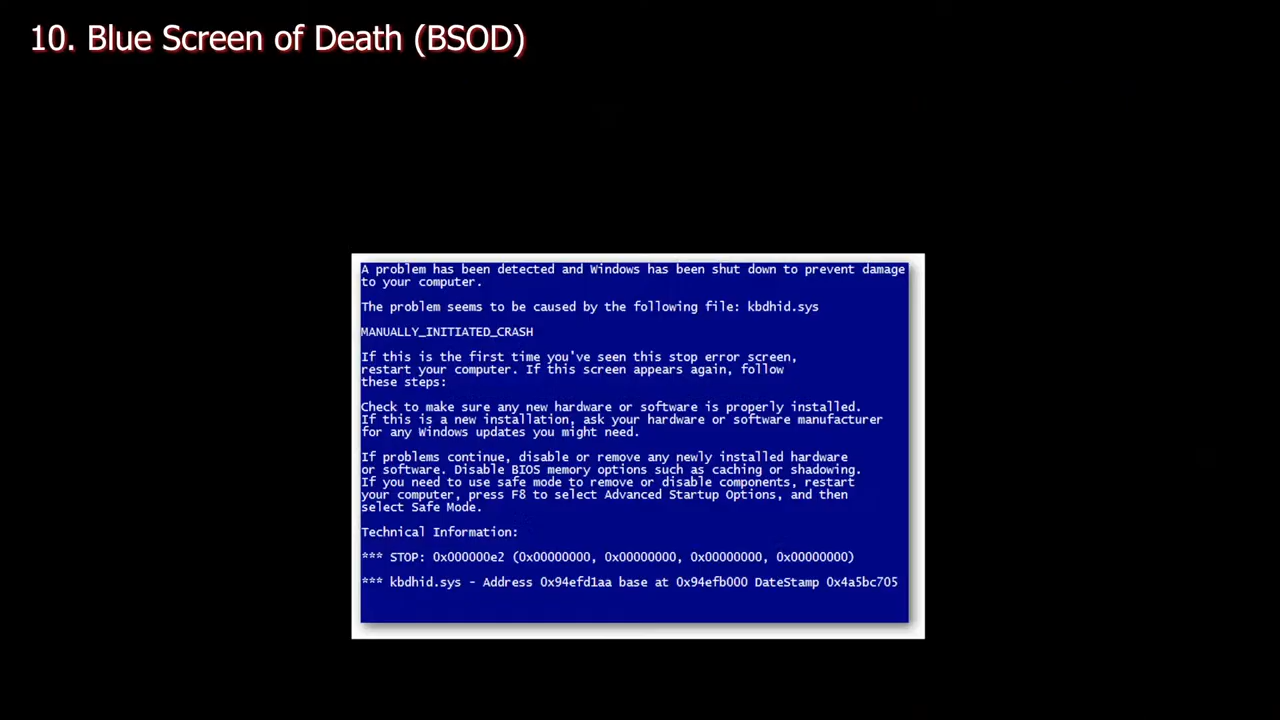 10. Blue Screen of Death (BSOD)
A problem has been detected and Windows has been shut down to prevent damage
to your computer.
The problem seems to be caused by the following file: kbdhid.sys
MANUALLY_INITIATED_CRASH
If this is the first time you've seen this stop error screen,
restart your computer. If this screen appears again, follow
these steps:
Check to make sure any new hardware or software is properly installed.
If this is a new installation, ask your hardware or software manufacturer
for any Windows updates you might need.
If problems continue, disable or remove any newly installed hardware
or software. Disable BIOS memory options such as caching or shadowing.
If you need to use safe mode to remove or disable components, restart
your computer, press F8 to select Advanced Startup Options, and then
select Safe Mode.
Technical Information:
*** STOP: 0x000000e2 (0x00000000, 0x00000000, 0x00000000, 0x00000000)
*** kbdhid.sys - Address 0x94efd1aa base at 0x94efb000 DateStamp 0x4a5bc705